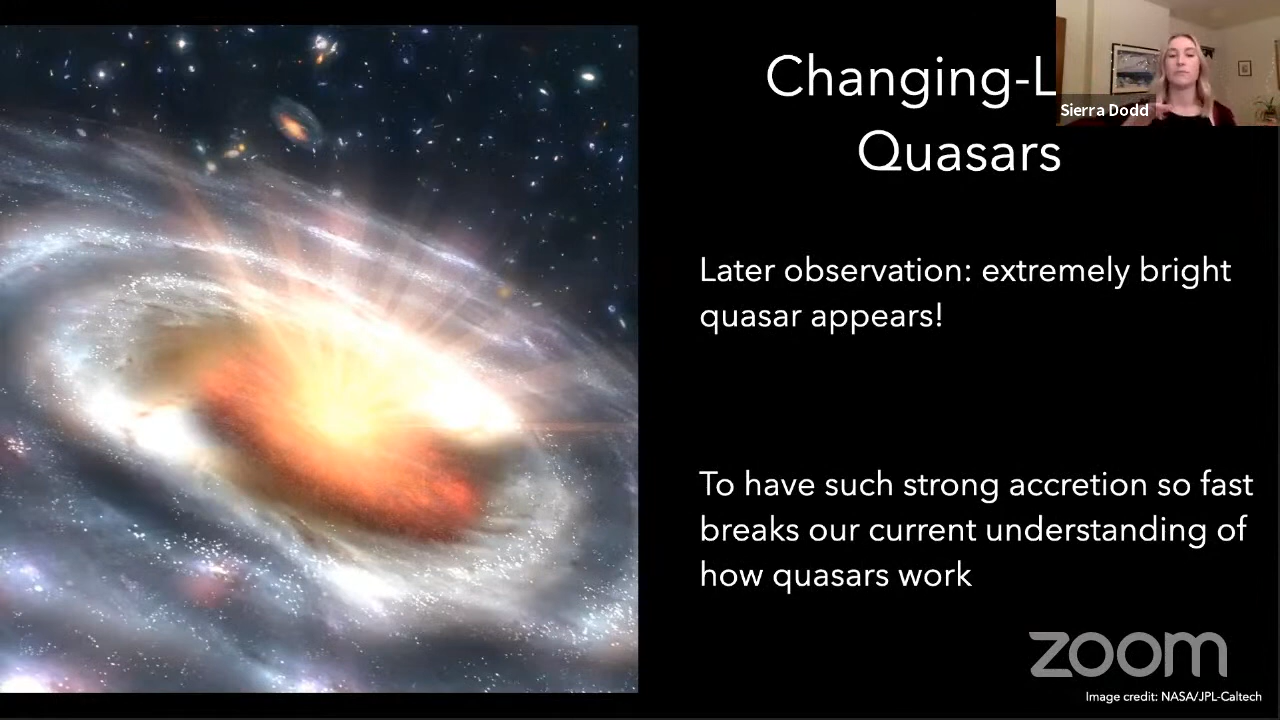 Changing-L
Quasars
Sierra Dodd
Later observation: extremely bright
quasar appears!
To have such strong accretion so fast
breaks our current understanding of
how quasars work
zoom
Image credit: NASA/JPL-Caltech